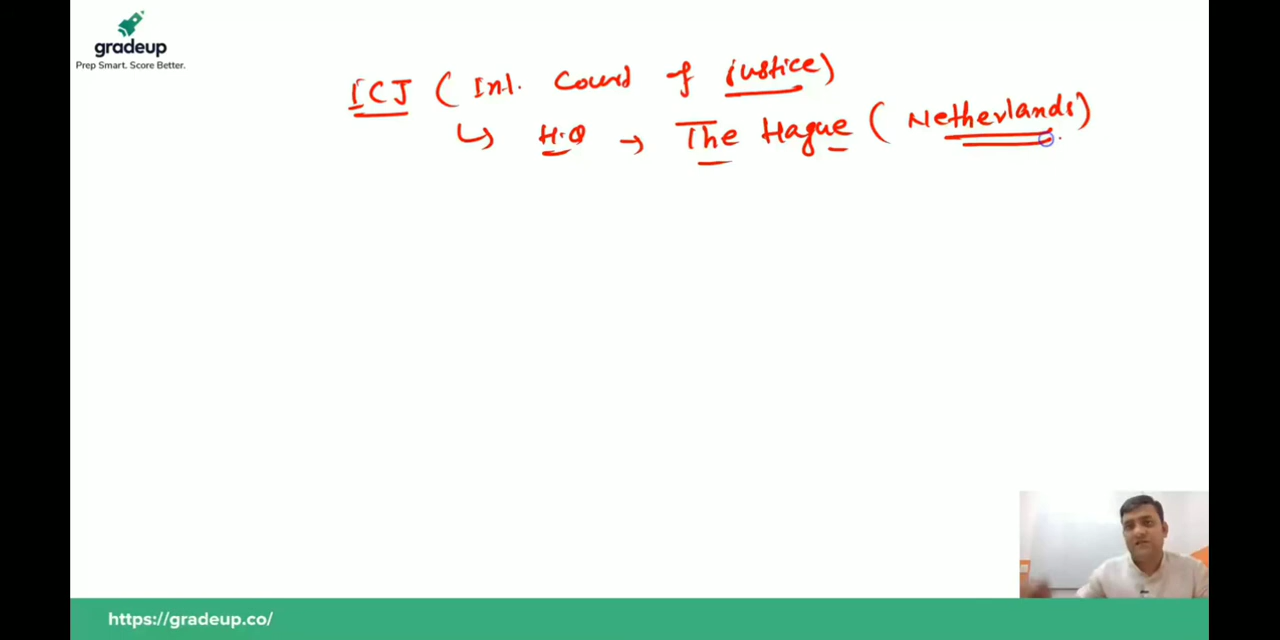 gradeup
Prep Smart. Score Better.
ICJ ( Intl. Court of justice)
↳ H.Q → The Hague ( Netherlands)
https://gradeup.co/